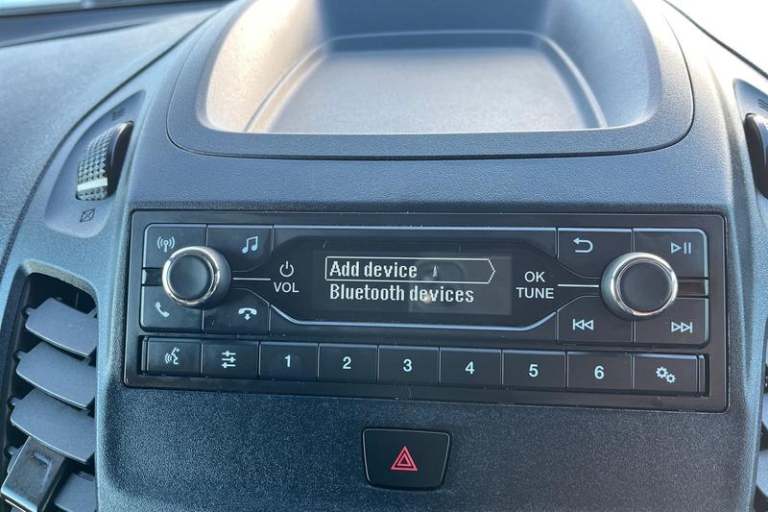 Add device
Bluetooth devices
VOL
OK
TUNE
1 2 3 4 5 6